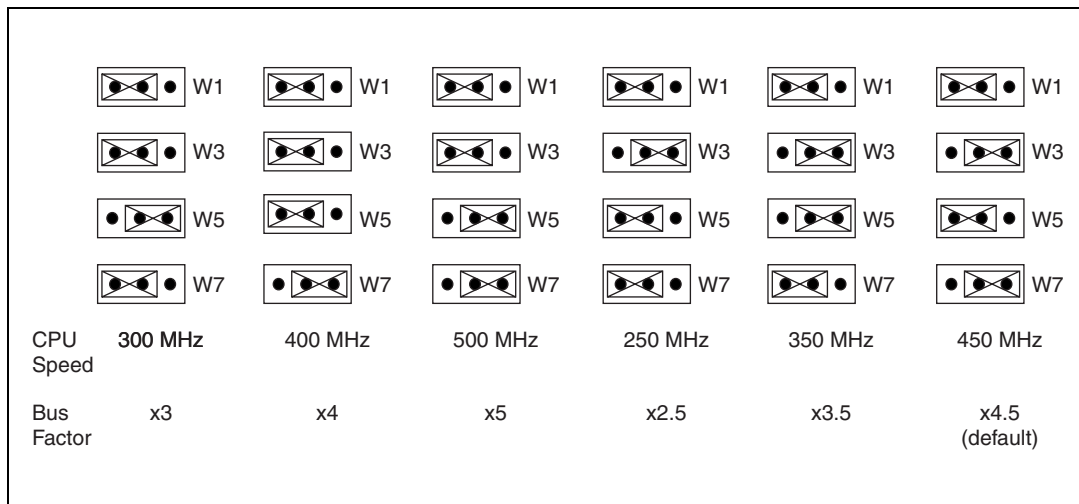 W1 W1 W1 W1 W1 W1
W3 W3 W3 W3 W3 W3
W5 W5 W5 W5 W5 W5
W7 W7 W7 W7 W7 W7
CPU Speed 300 MHz 400 MHz 500 MHz 250 MHz 350 MHz 450 MHz
Bus Factor x3 x4 x5 x2.5 x3.5 x4.5 (default)